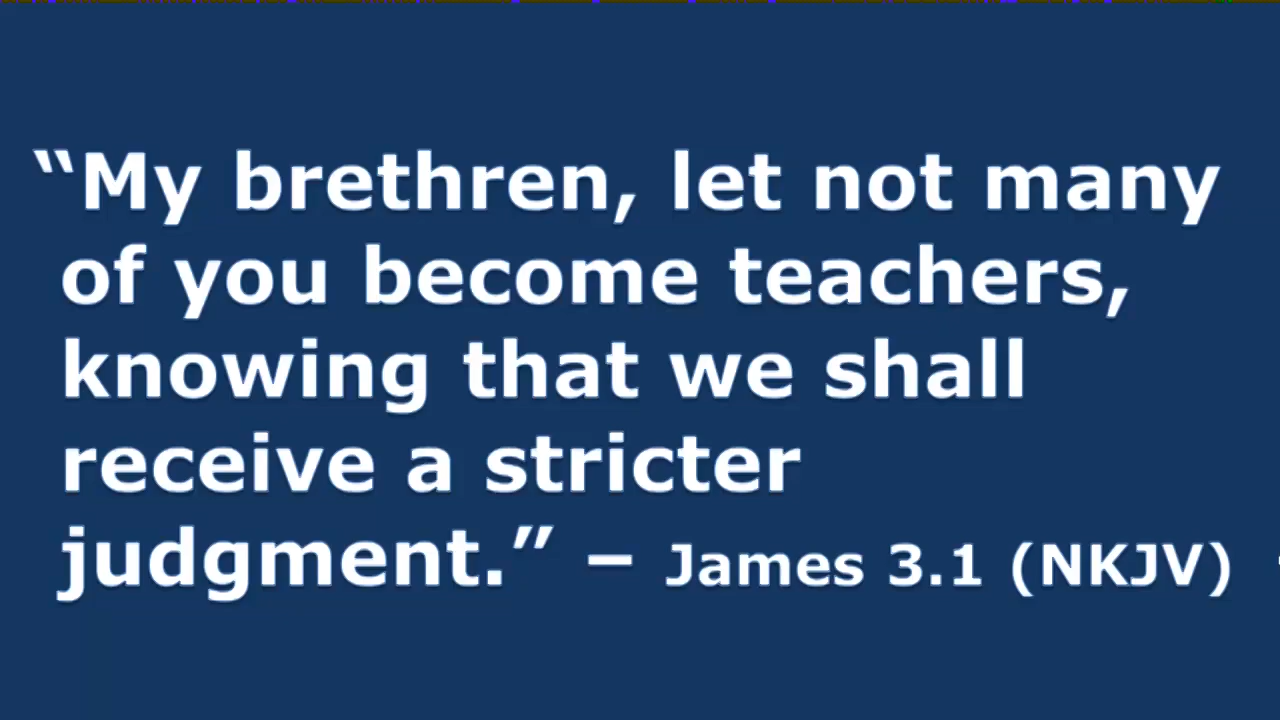 “My brethren, let not many
of you become teachers,
knowing that we shall
receive a stricter
judgment.” – James 3.1 (NKJV)